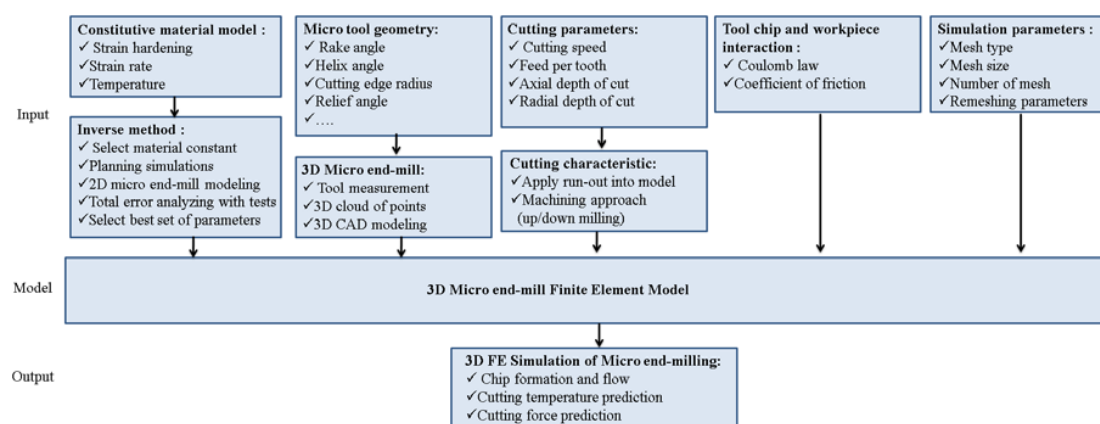 Constitutive material model :
✓ Strain hardening
✓Strain rate
✓Temperature
Micro tool geometry:
✓ Rake angle
✓Helix angle
✓Cutting edge radius
✓Relief angle
✓….
Cutting parameters:
✓ Cutting speed
✓Feed per tooth
✓Axial depth of cut
✓Radial depth of cut
Tool chip and workpiece
interaction :
✓ Coulomb law
✓Coefficient of friction
Simulation parameters :
✓ Mesh type
✓Mesh size
✓Number of mesh
✓Remeshing parameters
Input
Inverse method :
✓ Select material constant
✓Planning simulations
✓2D micro end-mill modeling
✓Total error analyzing with tests
✓Select best set of parameters
3D Micro end-mill:
✓ Tool measurement
✓3D cloud of points
✓3D CAD modeling
Cutting characteristic:
✓Apply run-out into model
✓Machining approach
(up/down milling)
Model
3D Micro end-mill Finite Element Model
Output
3D FE Simulation of Micro end-milling:
✓ Chip formation and flow
✓Cutting temperature prediction
✓Cutting force prediction